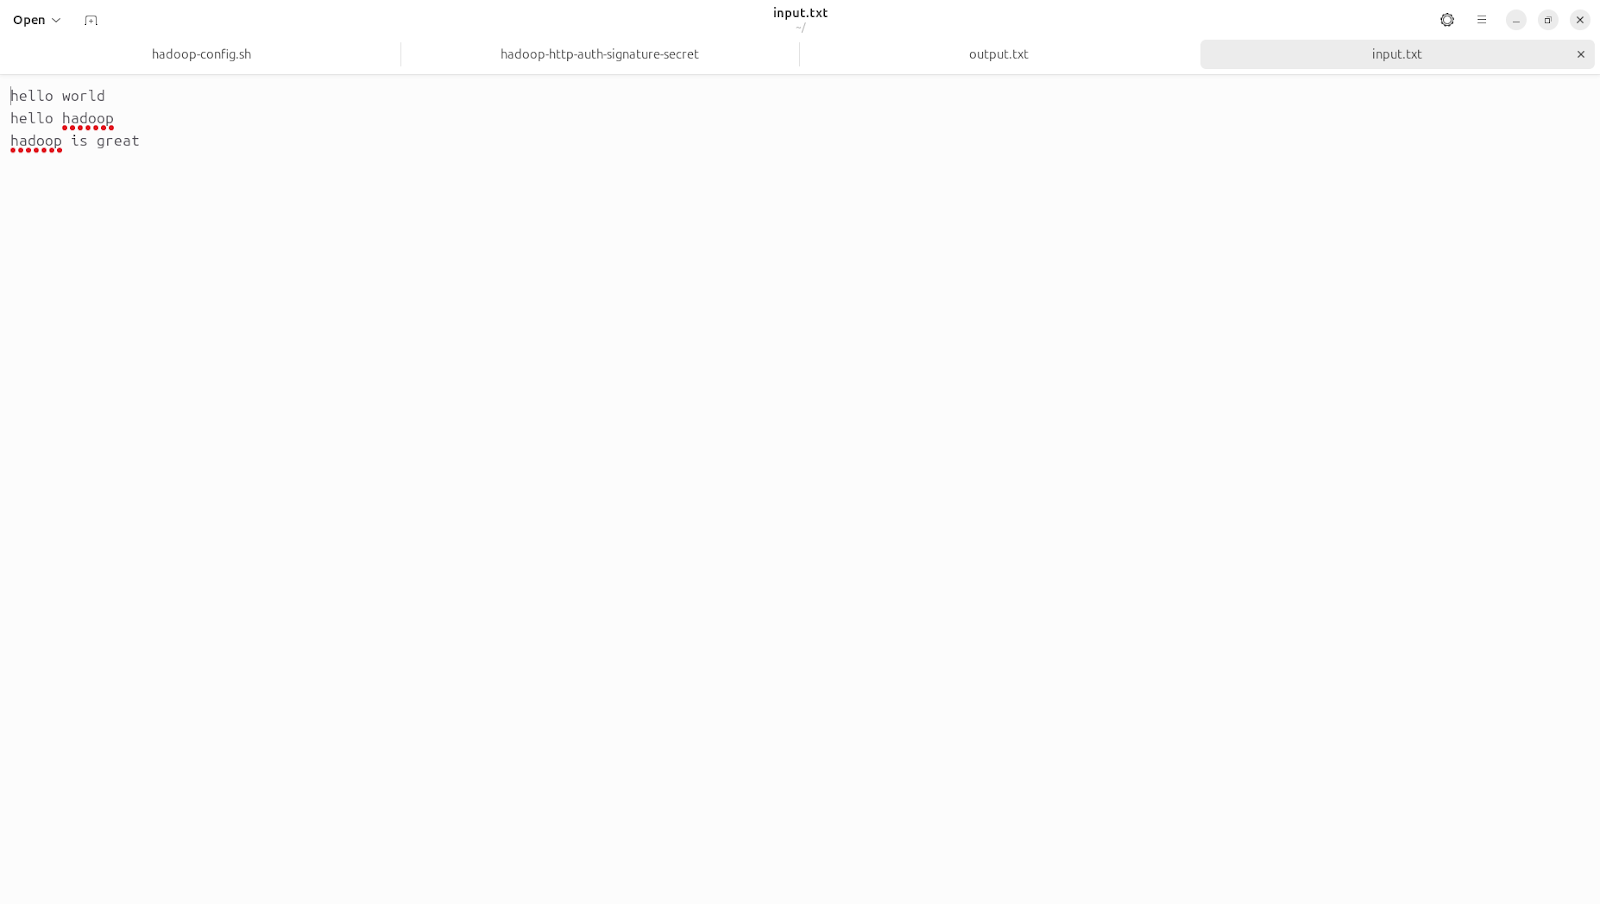 Open
input.txt
~/
hadoop-config.sh
hadoop-http-auth-signature-secret
output.txt
input.txt
hello world
hello hadoop
hadoop is great